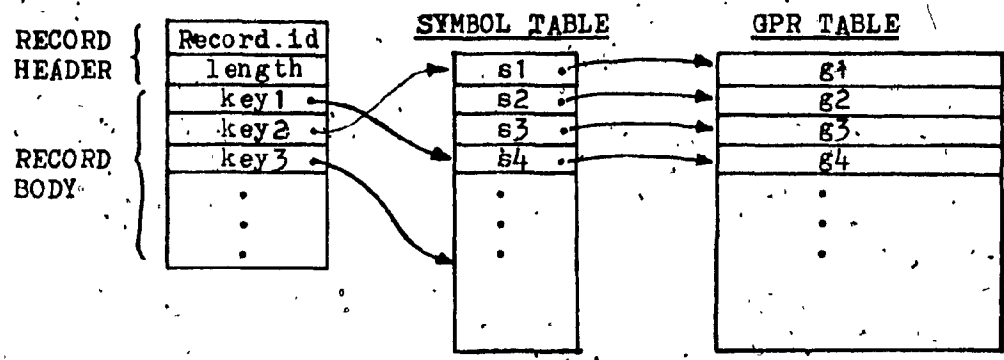 SYMBOL TABLE
GPR TABLE
RECORD HEADER
Record.id
length
RECORD BODY
key1
key2
key3
s1
s2
s3
s4
g1
g2
g3
g4